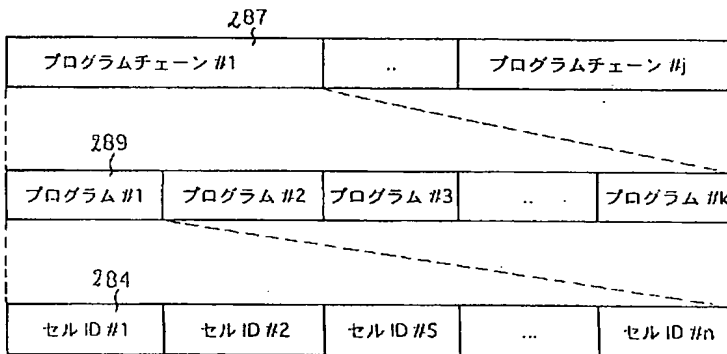 287
プログラムチェーン #1 .. プログラムチェーン #j
289
プログラム #1 プログラム #2 プログラム #3 .. プログラム #k
284
セル ID #1 セル ID #2 セル ID #5 ... セル ID #n